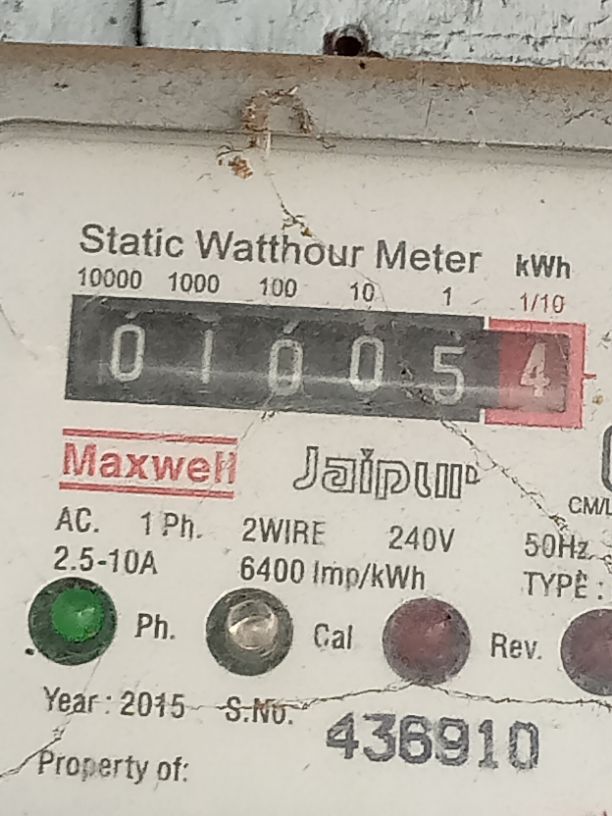 Static Watthour Meter kWh
10000 1000 100 10 1 1/10
0 1 0 0 5 4
Maxwell Jaipur
CM/L
AC. 1 Ph. 2WIRE 240V 50Hz
2.5-10A 6400 Imp/kWh TYPE :
Ph. Cal Rev.
Year : 2015 S.No. 436910
Property of: